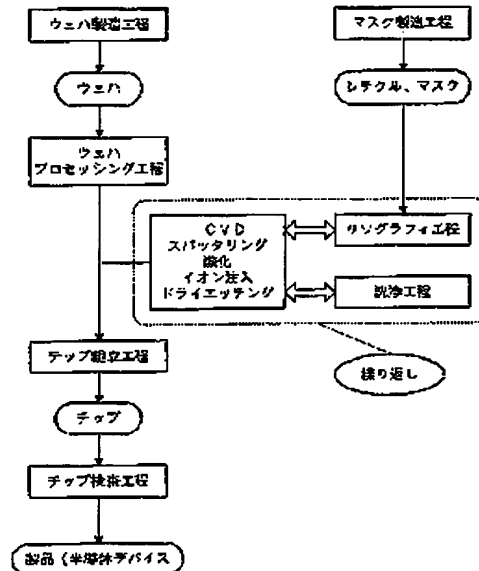 ウェハ製造工程
マスク製造工程
ウェハ
レチクル、マスク
ウェハ
プロセッシング工程
CVD
スパッタリング
酸化
イオン注入
ドライエッチング
リソグラフィ工程
洗浄工程
チップ組立工程
繰り返し
チップ
チップ検査工程
製品(半導体デバイス